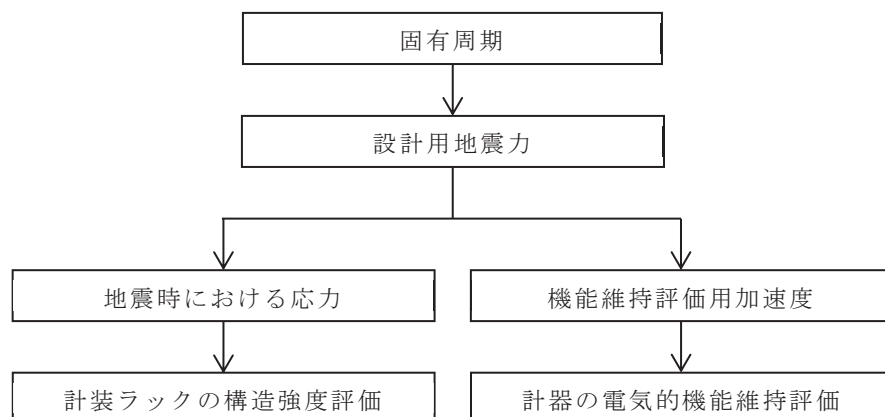 固有周期
設計用地震力
地震時における応力
機能維持評価用加速度
計装ラックの構造強度評価
計器の電気的機能維持評価